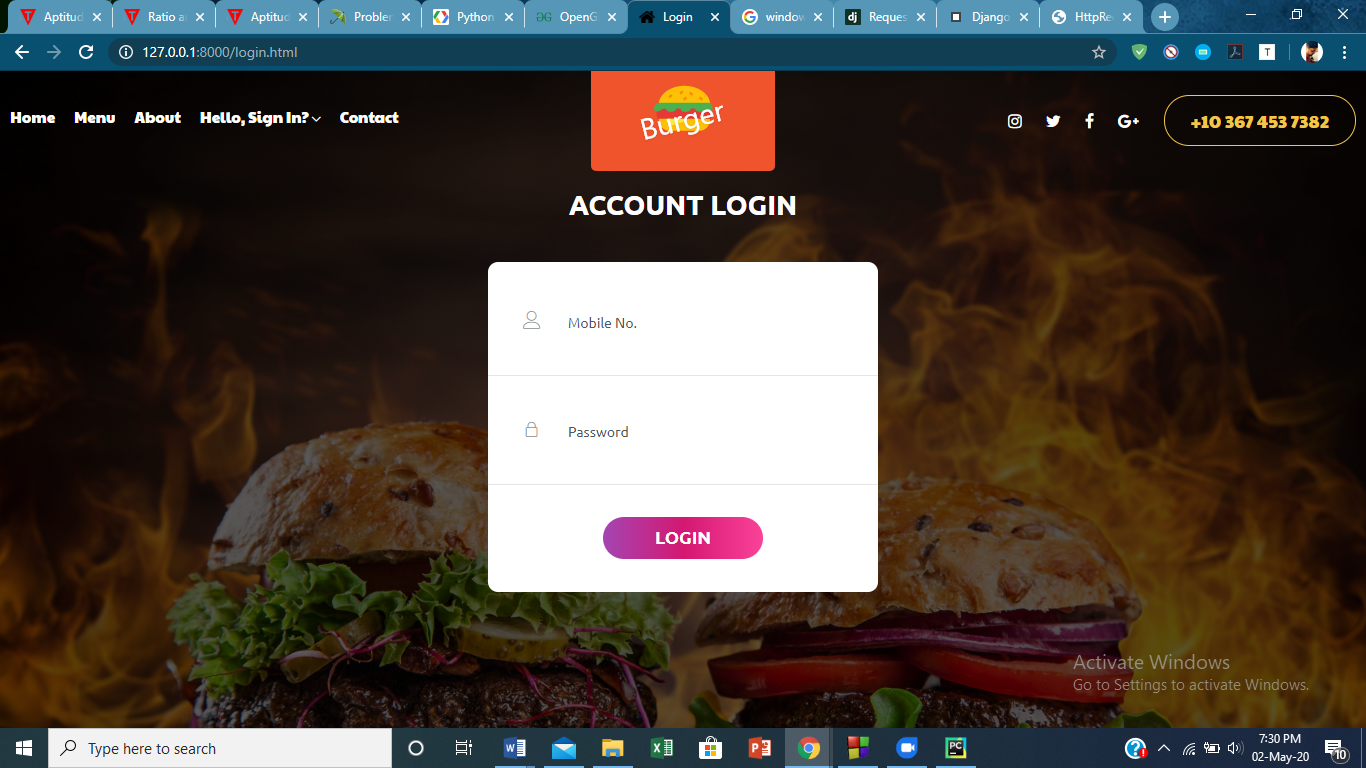 Aptitud
Ratio a
Aptitud
Problem
Python
OpenG
Login
window
Reques
Django
HttpRe
127.0.0.1:8000/login.html
Home Menu About Hello, Sign In? Contact
Burger
+10 367 453 7382
ACCOUNT LOGIN
Mobile No.
Password
LOGIN
Activate Windows
Go to Settings to activate Windows.
Type here to search
7:30 PM
02-May-20
10